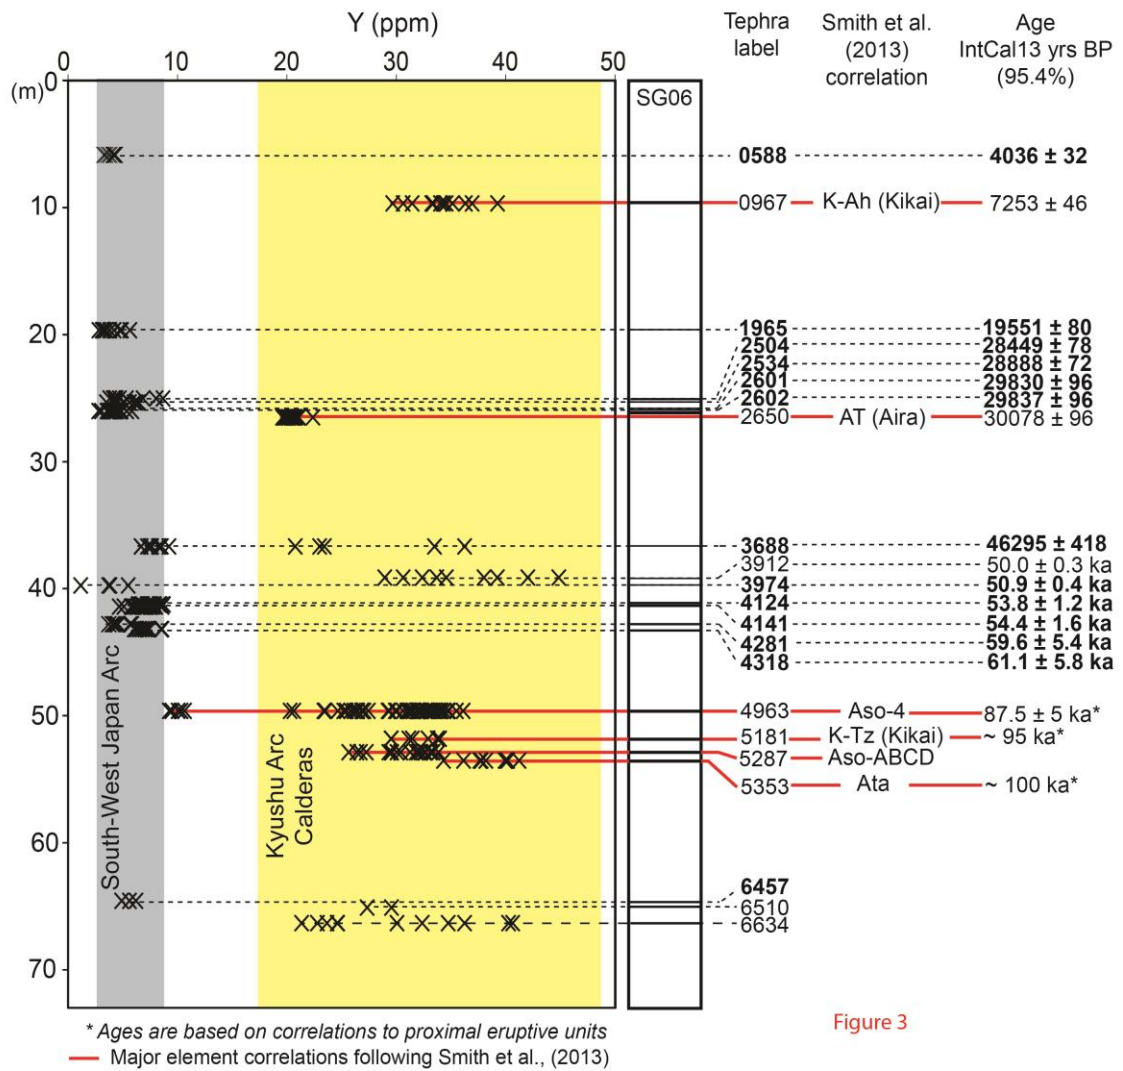 Y (ppm)
0 10 20 30 40 50
(m)
0
10
20
30
40
50
60
70
South-West Japan Arc
Kyushu Arc
Calderas
SG06
Tephra
label
Smith et al.
(2013)
correlation
Age
IntCal13 yrs BP
(95.4%)
0588 4036 ± 32
0967 K-Ah (Kikai) 7253 ± 46
1965 19551 ± 80
2504 28449 ± 78
2534 28888 ± 72
2601 29830 ± 96
2602 29837 ± 96
2650 AT (Aira) 30078 ± 96
3688 46295 ± 418
3912 50.0 ± 0.3 ka
3974 50.9 ± 0.4 ka
4124 53.8 ± 1.2 ka
4141 54.4 ± 1.6 ka
4281 59.6 ± 5.4 ka
4318 61.1 ± 5.8 ka
4963 Aso-4 87.5 ± 5 ka*
5181 K-Tz (Kikai) ~ 95 ka*
5287 Aso-ABCD
5353 Ata ~ 100 ka*
6457
6510
6634
* Ages are based on correlations to proximal eruptive units
Major element correlations following Smith et al., (2013)
Figure 3